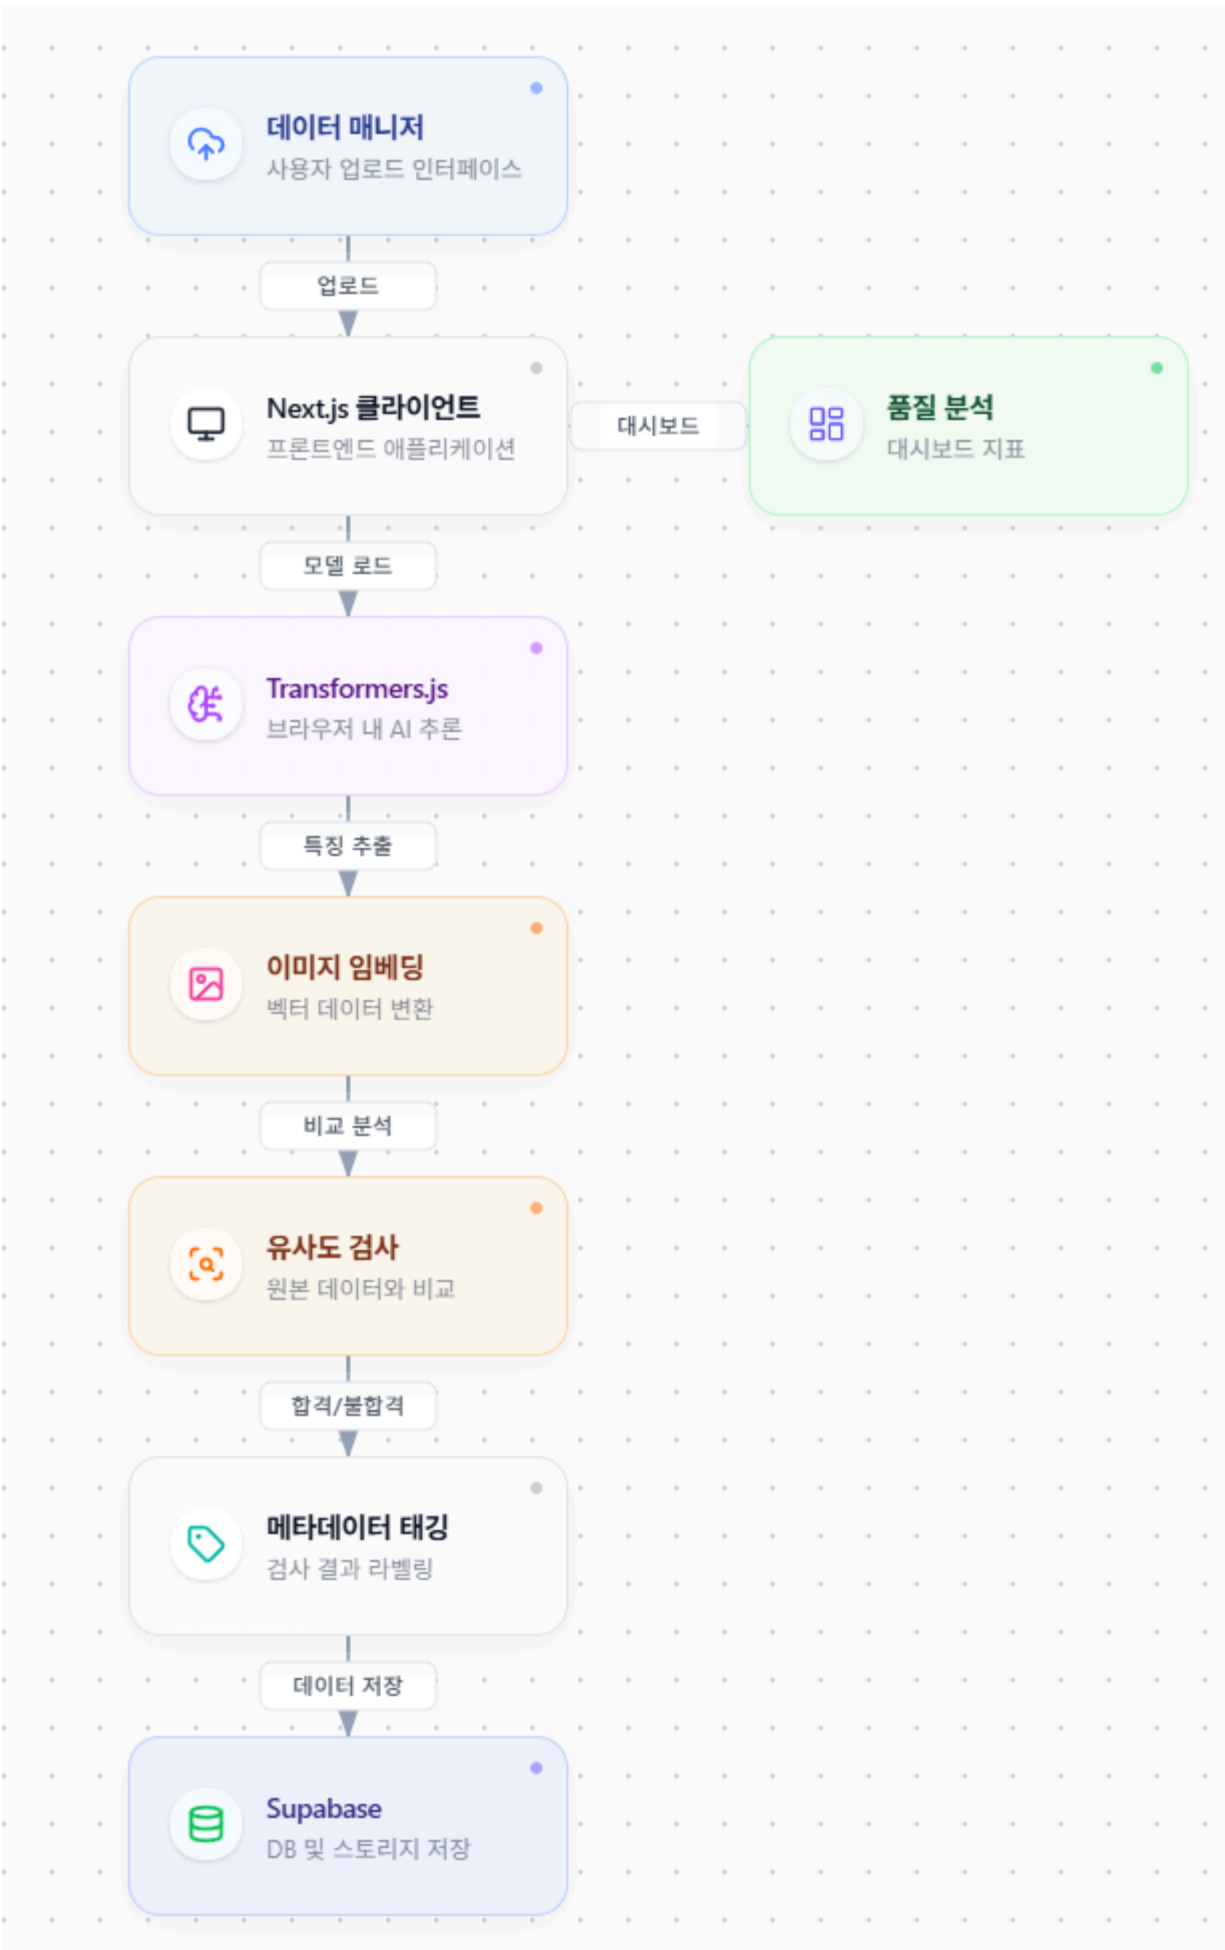 데이터 매니저
사용자 업로드 인터페이스
업로드
Next.js 클라이언트
프론트엔드 애플리케이션
대시보드
품질 분석
대시보드 지표
모델 로드
Transformers.js
브라우저 내 AI 추론
특징 추출
이미지 임베딩
벡터 데이터 변환
비교 분석
유사도 검사
원본 데이터와 비교
합격/불합격
메타데이터 태깅
검사 결과 라벨링
데이터 저장
Supabase
DB 및 스토리지 저장